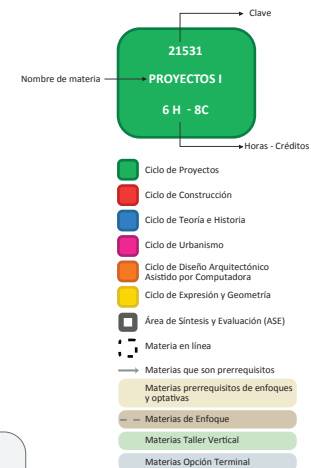 Clave
21531
Nombre de materia
PROYECTOS I
6 H - 8C
Horas - Créditos
Ciclo de Proyectos
Ciclo de Construcción
Ciclo de Teoría e Historia
Ciclo de Urbanismo
Ciclo de Diseño Arquitectónico
Asistido por Computadora
Ciclo de Expresión y Geometría
Área de Síntesis y Evaluación (ASE)
Materia en línea
Materias que son prerrequisitos
Materias prerrequisitos de enfoques
y optativas
Materias de Enfoque
Materias Taller Vertical
Materias Opción Terminal